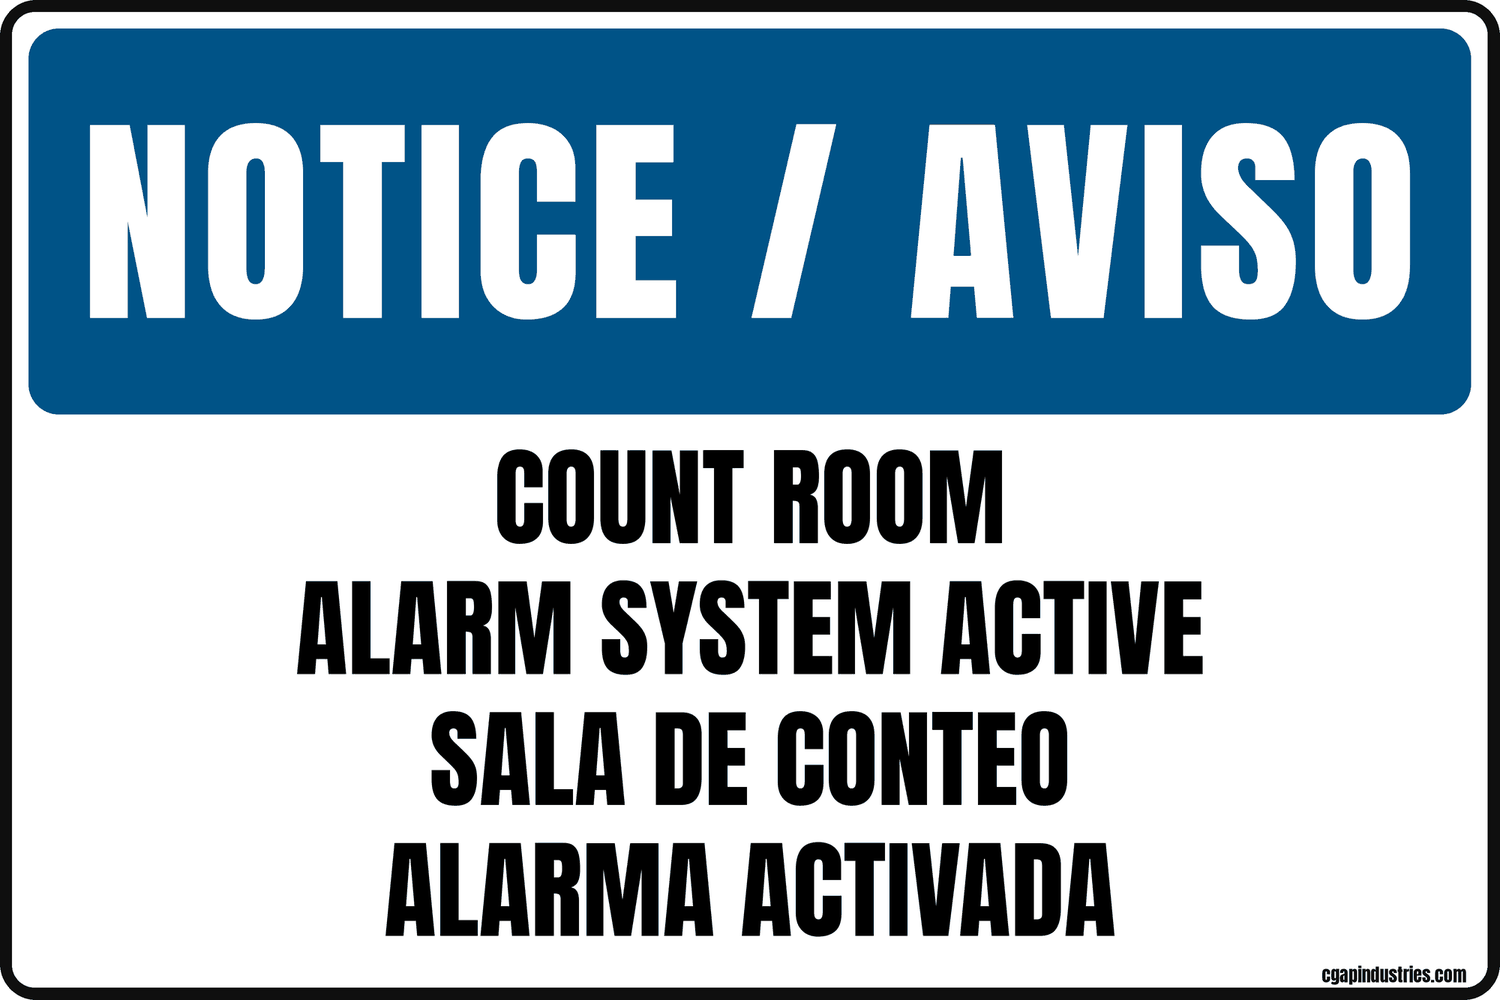 NOTICE / AVISO
COUNT ROOM
ALARM SYSTEM ACTIVE
SALA DE CONTEO
ALARMA ACTIVADA
cgapindustries.com